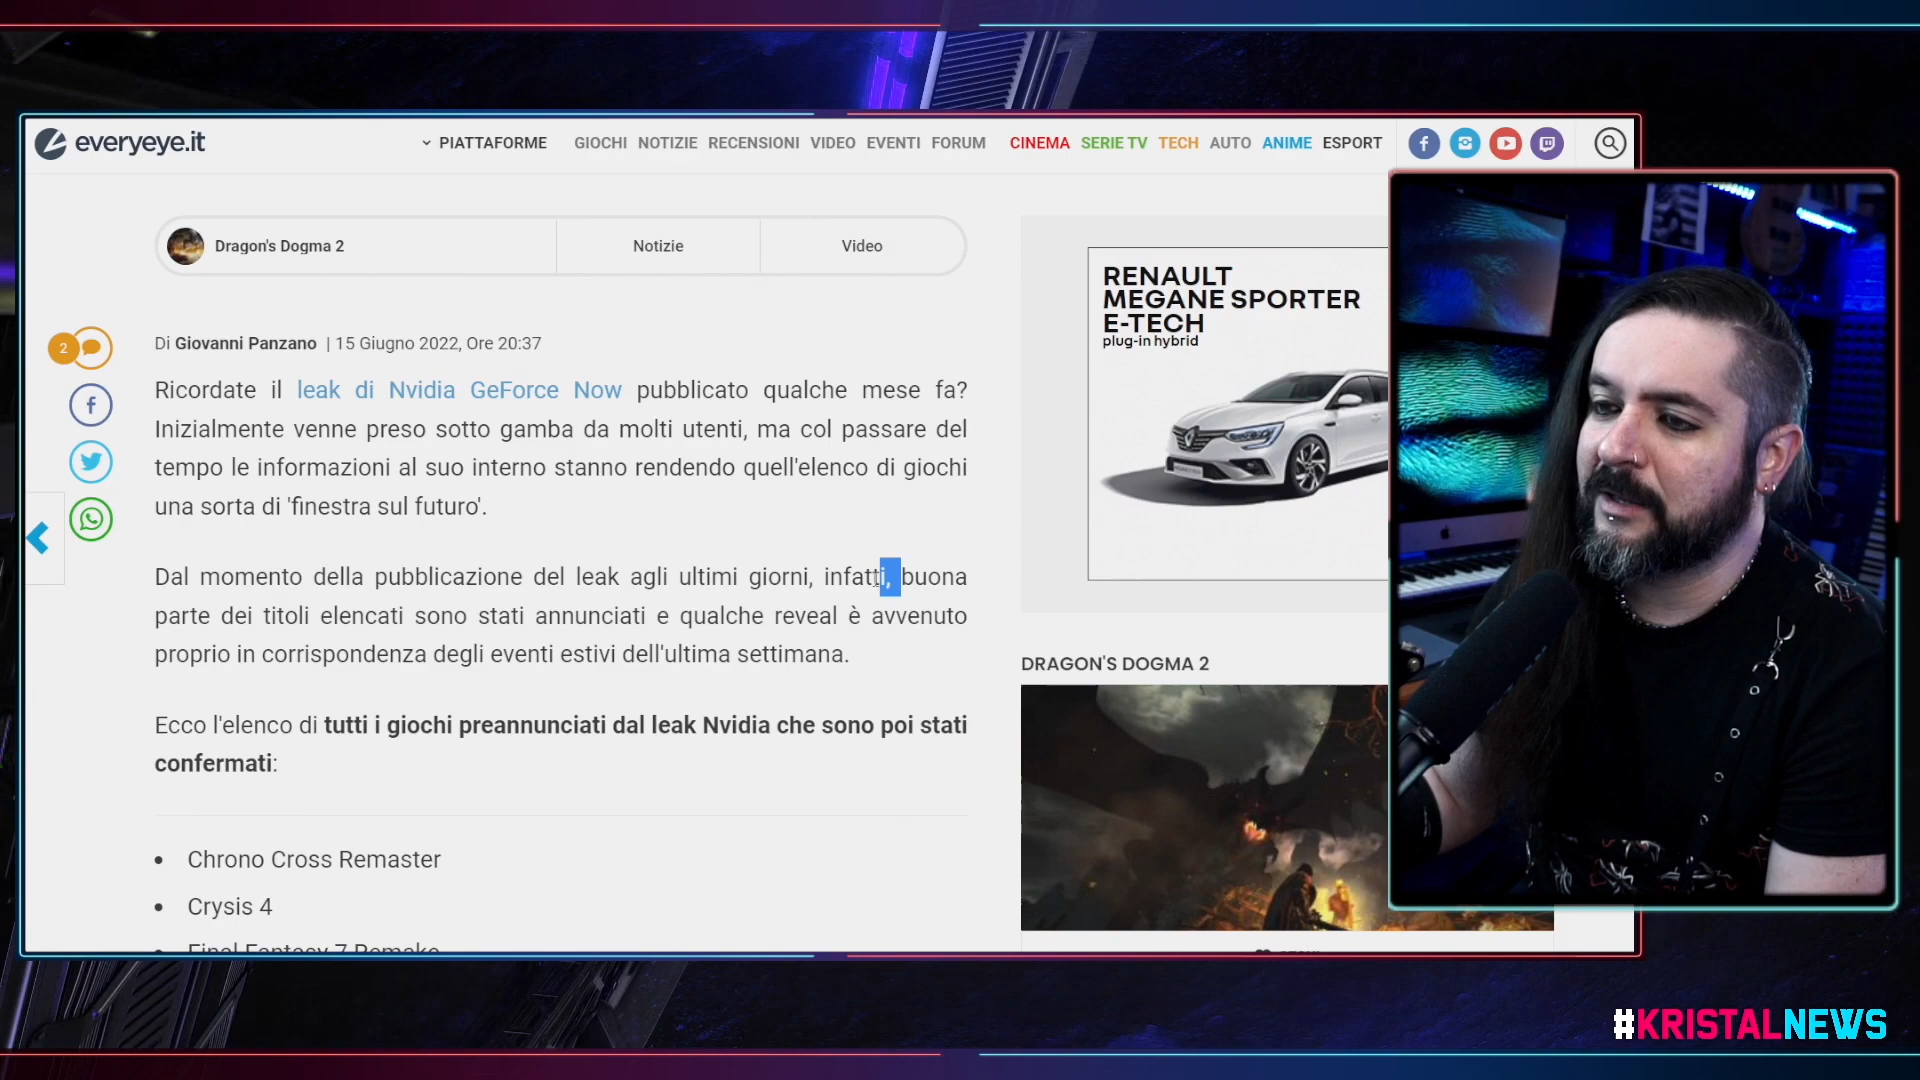 everyeye.it
PIATTAFORME GIOCHI NOTIZIE RECENSIONI VIDEO EVENTI FORUM CINEMA SERIE TV TECH AUTO ANIME ESPORT
Dragon's Dogma 2 Notizie Video
2
Di Giovanni Panzano | 15 Giugno 2022, Ore 20:37
Ricordate il leak di Nvidia GeForce Now pubblicato qualche mese fa?
Inizialmente venne preso sotto gamba da molti utenti, ma col passare del
tempo le informazioni al suo interno stanno rendendo quell'elenco di giochi
una sorta di 'finestra sul futuro'.
Dal momento della pubblicazione del leak agli ultimi giorni, infatti, buona
parte dei titoli elencati sono stati annunciati e qualche reveal è avvenuto
proprio in corrispondenza degli eventi estivi dell'ultima settimana.
Ecco l'elenco di tutti i giochi preannunciati dal leak Nvidia che sono poi stati
confermati:
• Chrono Cross Remaster
• Crysis 4
• Final Fantasy 7 Remake
RENAULT
MEGANE SPORTER
E-TECH
plug-in hybrid
DRAGON'S DOGMA 2
#KRISTALNEWS